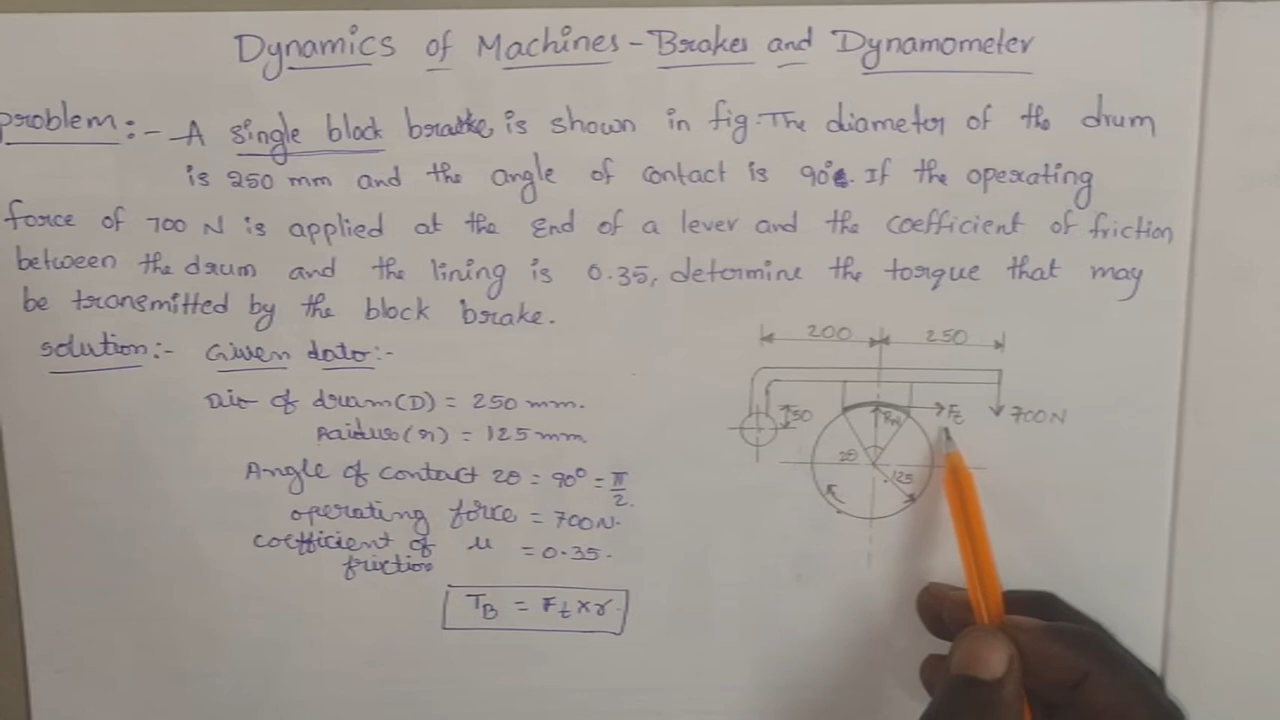 Dynamics of Machines - Brakes and Dynamometer
Problem:- A single block brake is shown in fig. The diameter of the drum
is 250 mm and the angle of contact is 90°. If the operating
force of 700 N is applied at the End of a lever and the coefficient of friction
between the drum and the lining is 0.35, determine the torque that may
be transmitted by the block brake.
Solution:- Given data:-
Dia of drum(D) = 250 mm.
Raidus(r) = 125mm
Angle of contact 2θ = 90° = π/2.
operating force = 700N.
coefficient of friction μ = 0.35.
T_B = F_t × r.
200 250
50
R_N
F_t
700N
2θ
125